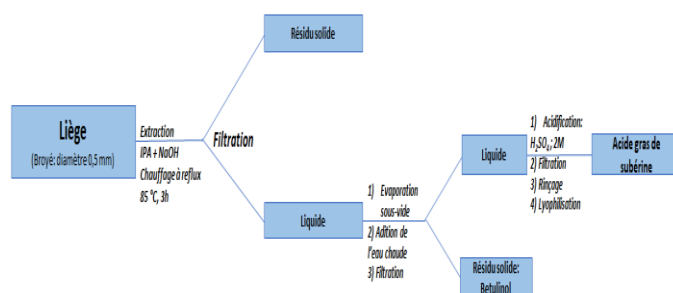 Résidu solide
Liège
(Broyé: diamètre 0,5 mm)
Extraction
IPA + NaOH
Chauffage à reflux
85 °C, 3h
Filtration
Liquide
1) Evaporation
sous-vide
2) Adition de
l'eau chaude
3) Filtration
Liquide
1) Acidification:
H₂SO₄; 2M
2) Filtration
3) Rinçage
4) Lyophilisation
Acide gras de
subérine
Résidu solide:
Betulinol